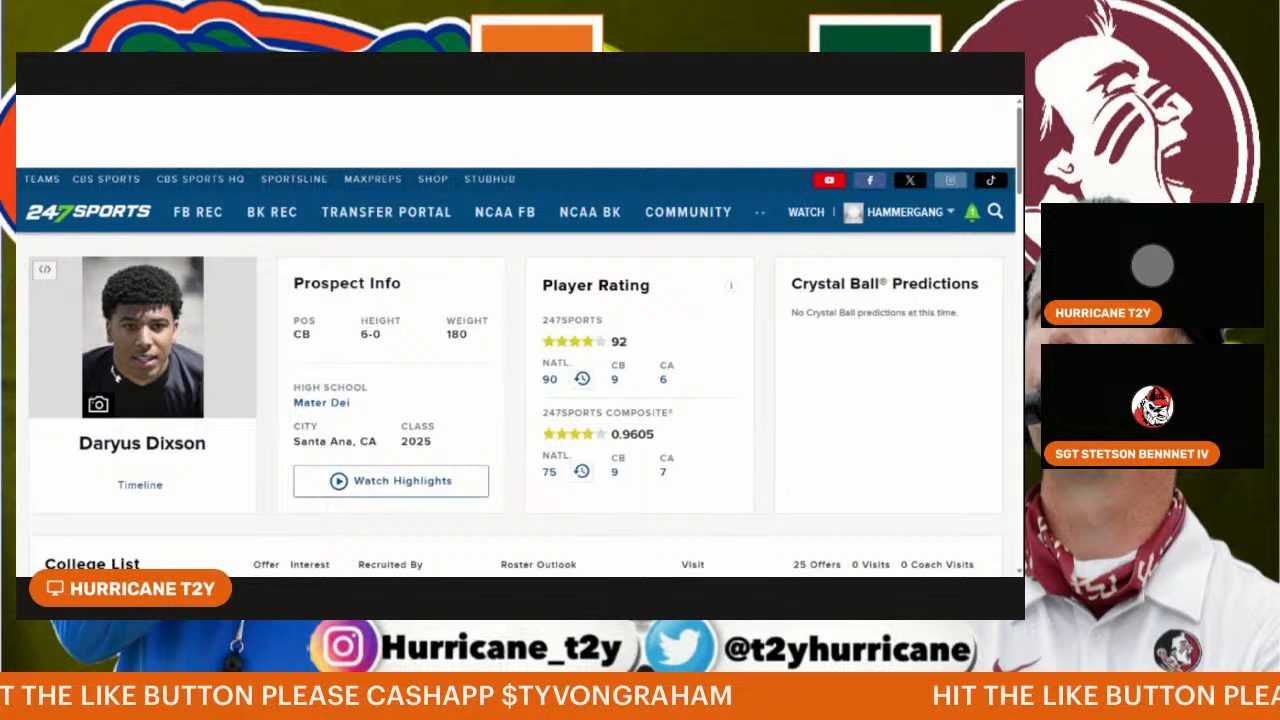 TEAMS CBS SPORTS CBS SPORTS HQ SPORTSLINE MAXPREPS SHOP STUBHUB
247SPORTS FB REC BK REC TRANSFER PORTAL NCAA FB NCAA BK COMMUNITY ·· WATCH | HAMMERGANG 1
</>
Daryus Dixson
Timeline
Prospect Info
POS HEIGHT WEIGHT
CB 6-0 180
HIGH SCHOOL
Mater Dei
CITY CLASS
Santa Ana, CA 2025
Watch Highlights
Player Rating i
247SPORTS
92
NATL. CB CA
90 9 6
247SPORTS COMPOSITE®
0.9605
NATL. CB CA
75 9 7
Crystal Ball® Predictions
No Crystal Ball predictions at this time.
College List Offer Interest Recruited By Roster Outlook Visit 25 Offers 0 Visits 0 Coach Visits
HURRICANE T2Y
HURRICANE T2Y
SGT STETSON BENNNET IV
Hurricane_t2y @t2yhurricane
T THE LIKE BUTTON PLEASE CASHAPP $TYVONGRAHAM HIT THE LIKE BUTTON PLEA